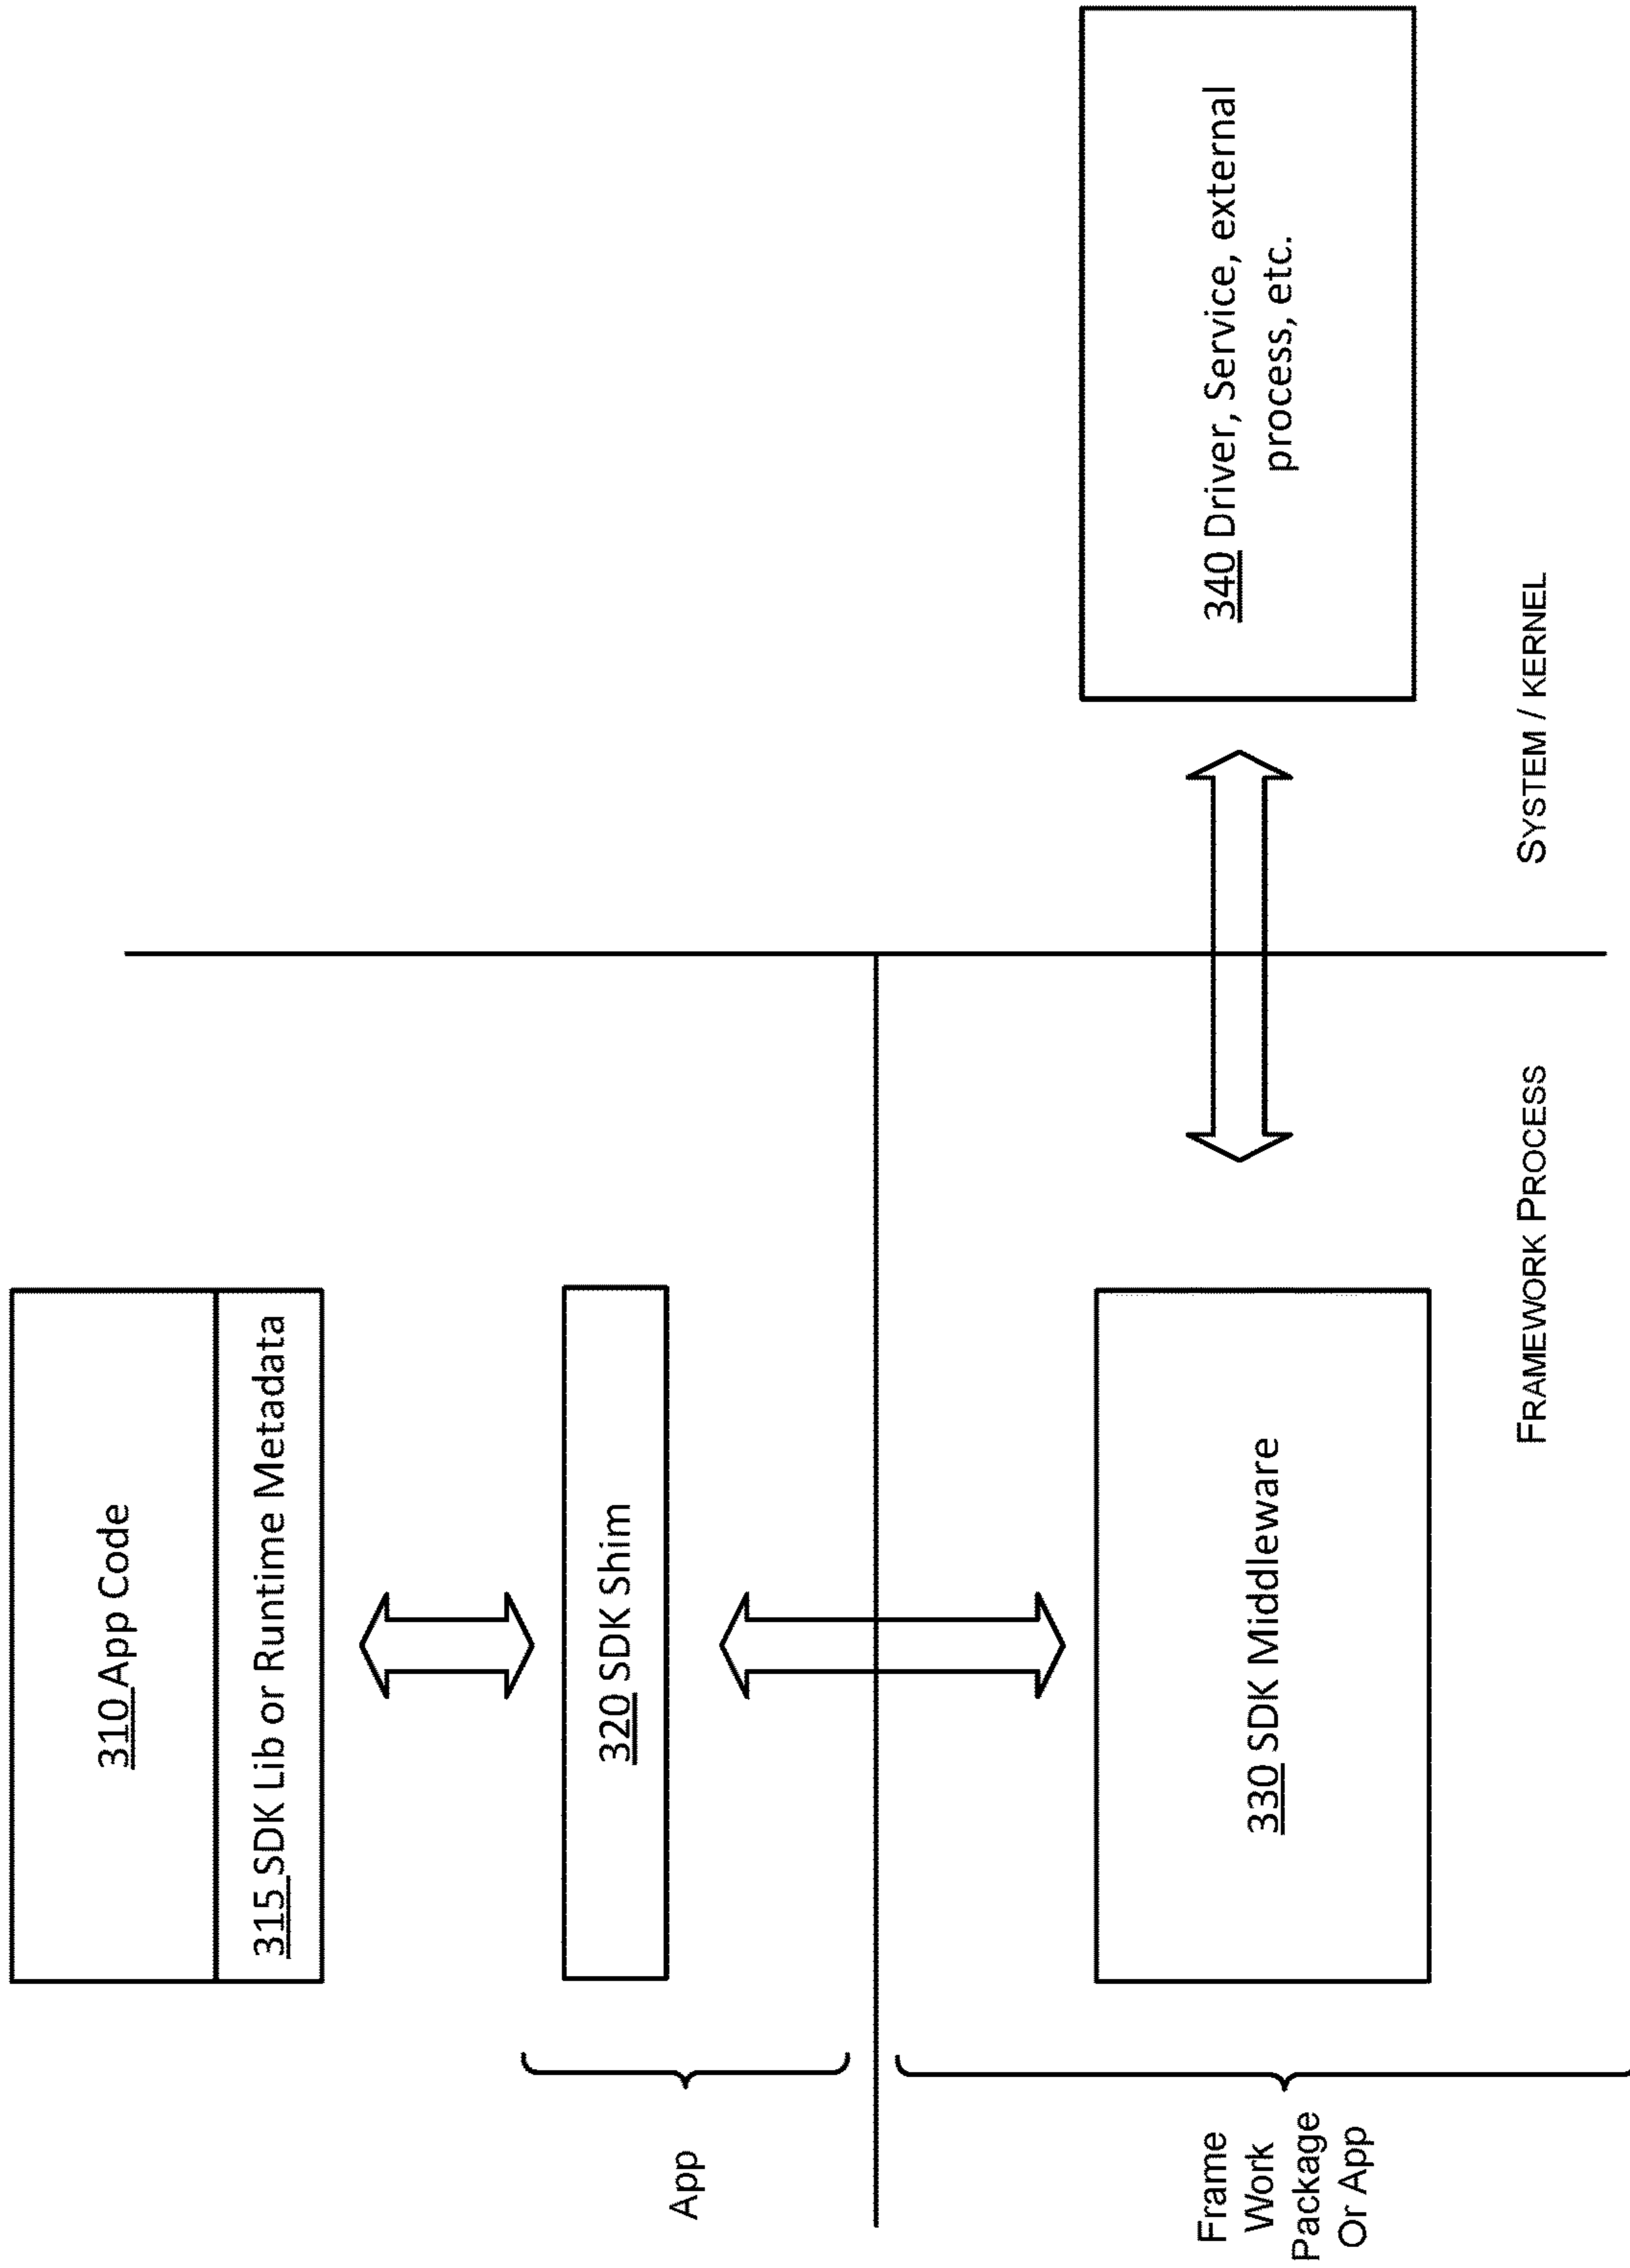 310 App Code
315 SDK Lib or Runtime Metadata
App
320 SDK Shim
Frame
Work
Package
Or App
330 SDK Middleware
340 Driver, Service, external
process, etc.
FRAMEWORK PROCESS
SYSTEM / KERNEL